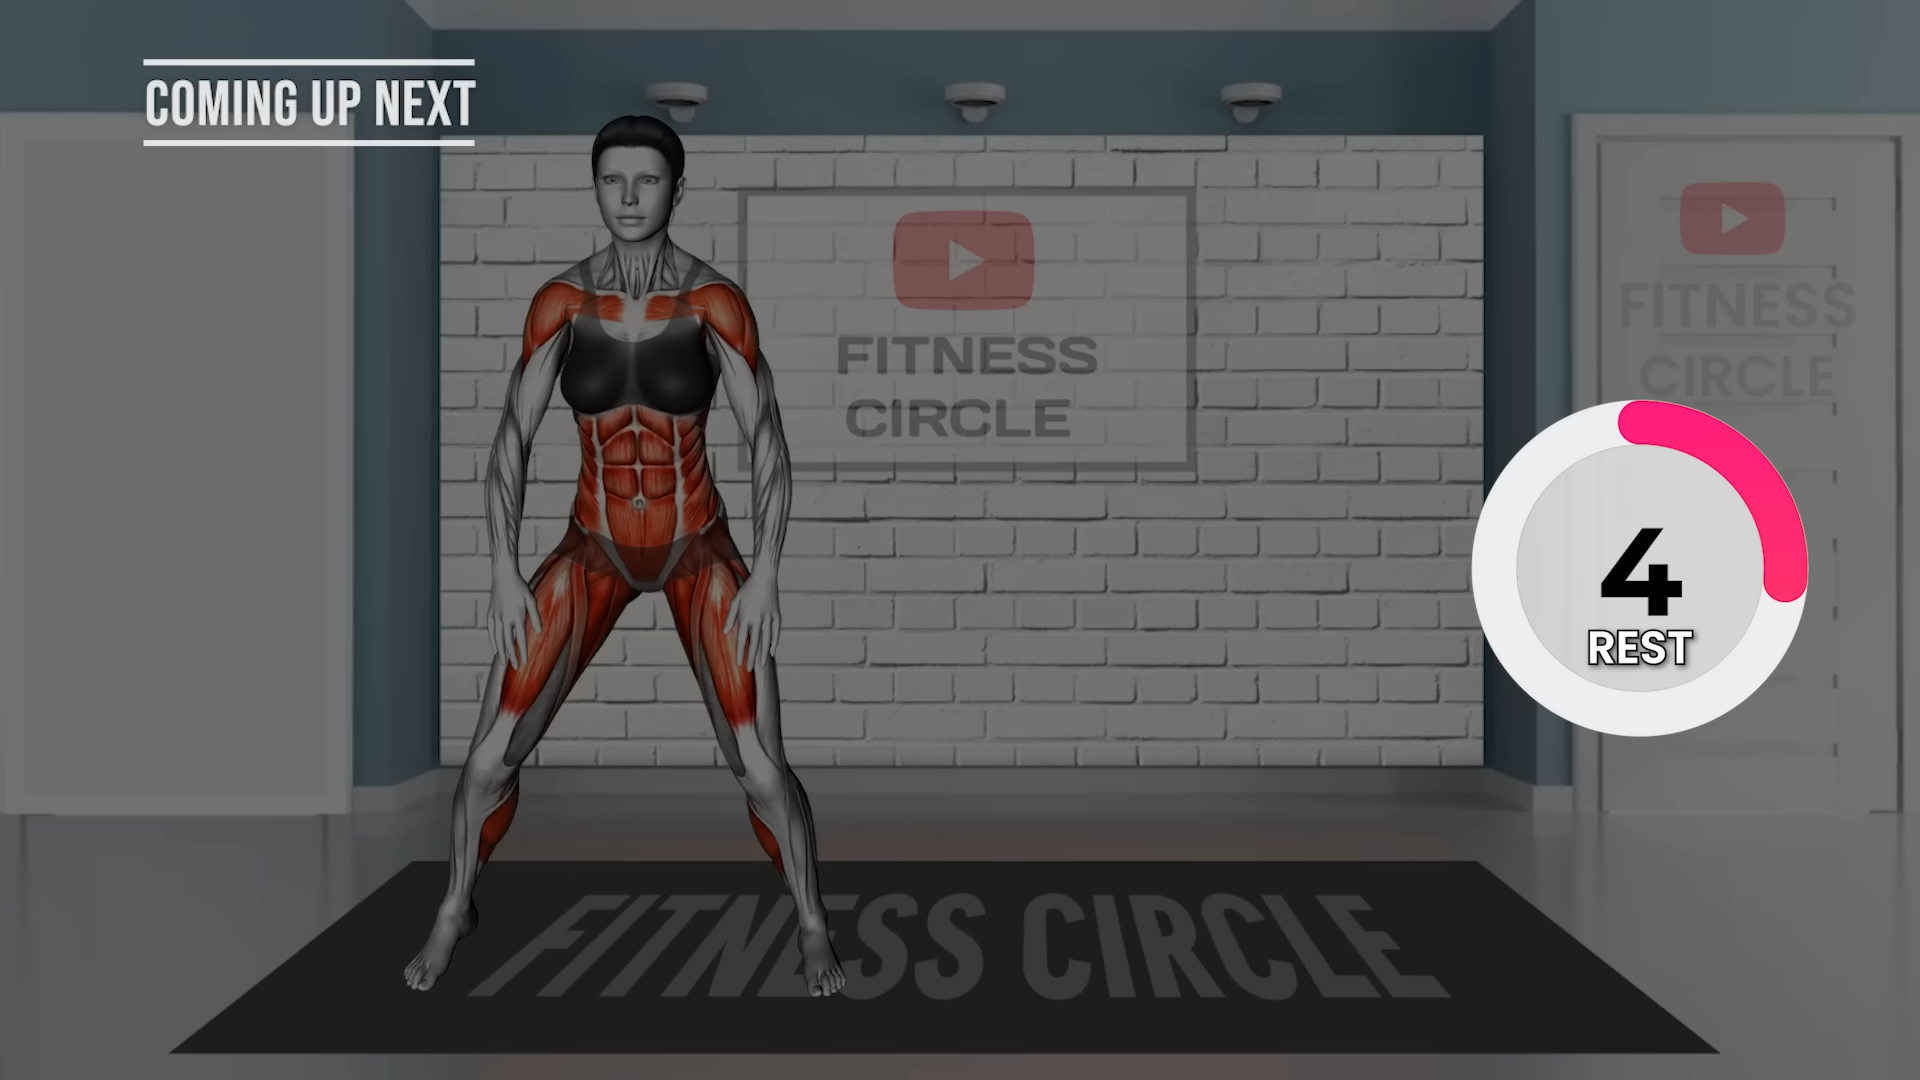 COMING UP NEXT
FITNESS
CIRCLE
FITNESS
CIRCLE
4
REST
FITNESS CIRCLE